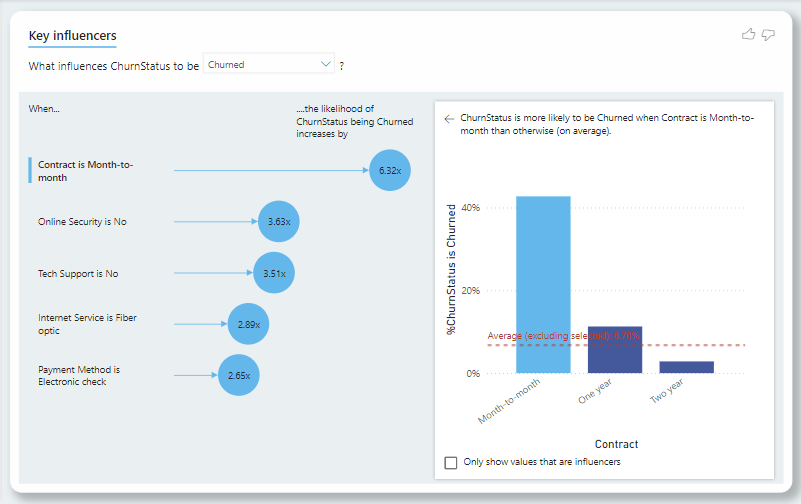 Key influencers
What influences ChurnStatus to be Churned ?
When...
....the likelihood of
ChurnStatus being Churned
increases by
Contract is Month-to-
month
6.32x
Online Security is No
3.63x
Tech Support is No
3.51x
Internet Service is Fiber
optic
2.89x
Payment Method is
Electronic check
2.65x
ChurnStatus is more likely to be Churned when Contract is Month-to-
month than otherwise (on average).
%ChurnStatus is Churned
40%
20%
0%
Average (excluding selected): 6.76%
Month-to-month
One year
Two year
Contract
Only show values that are influencers